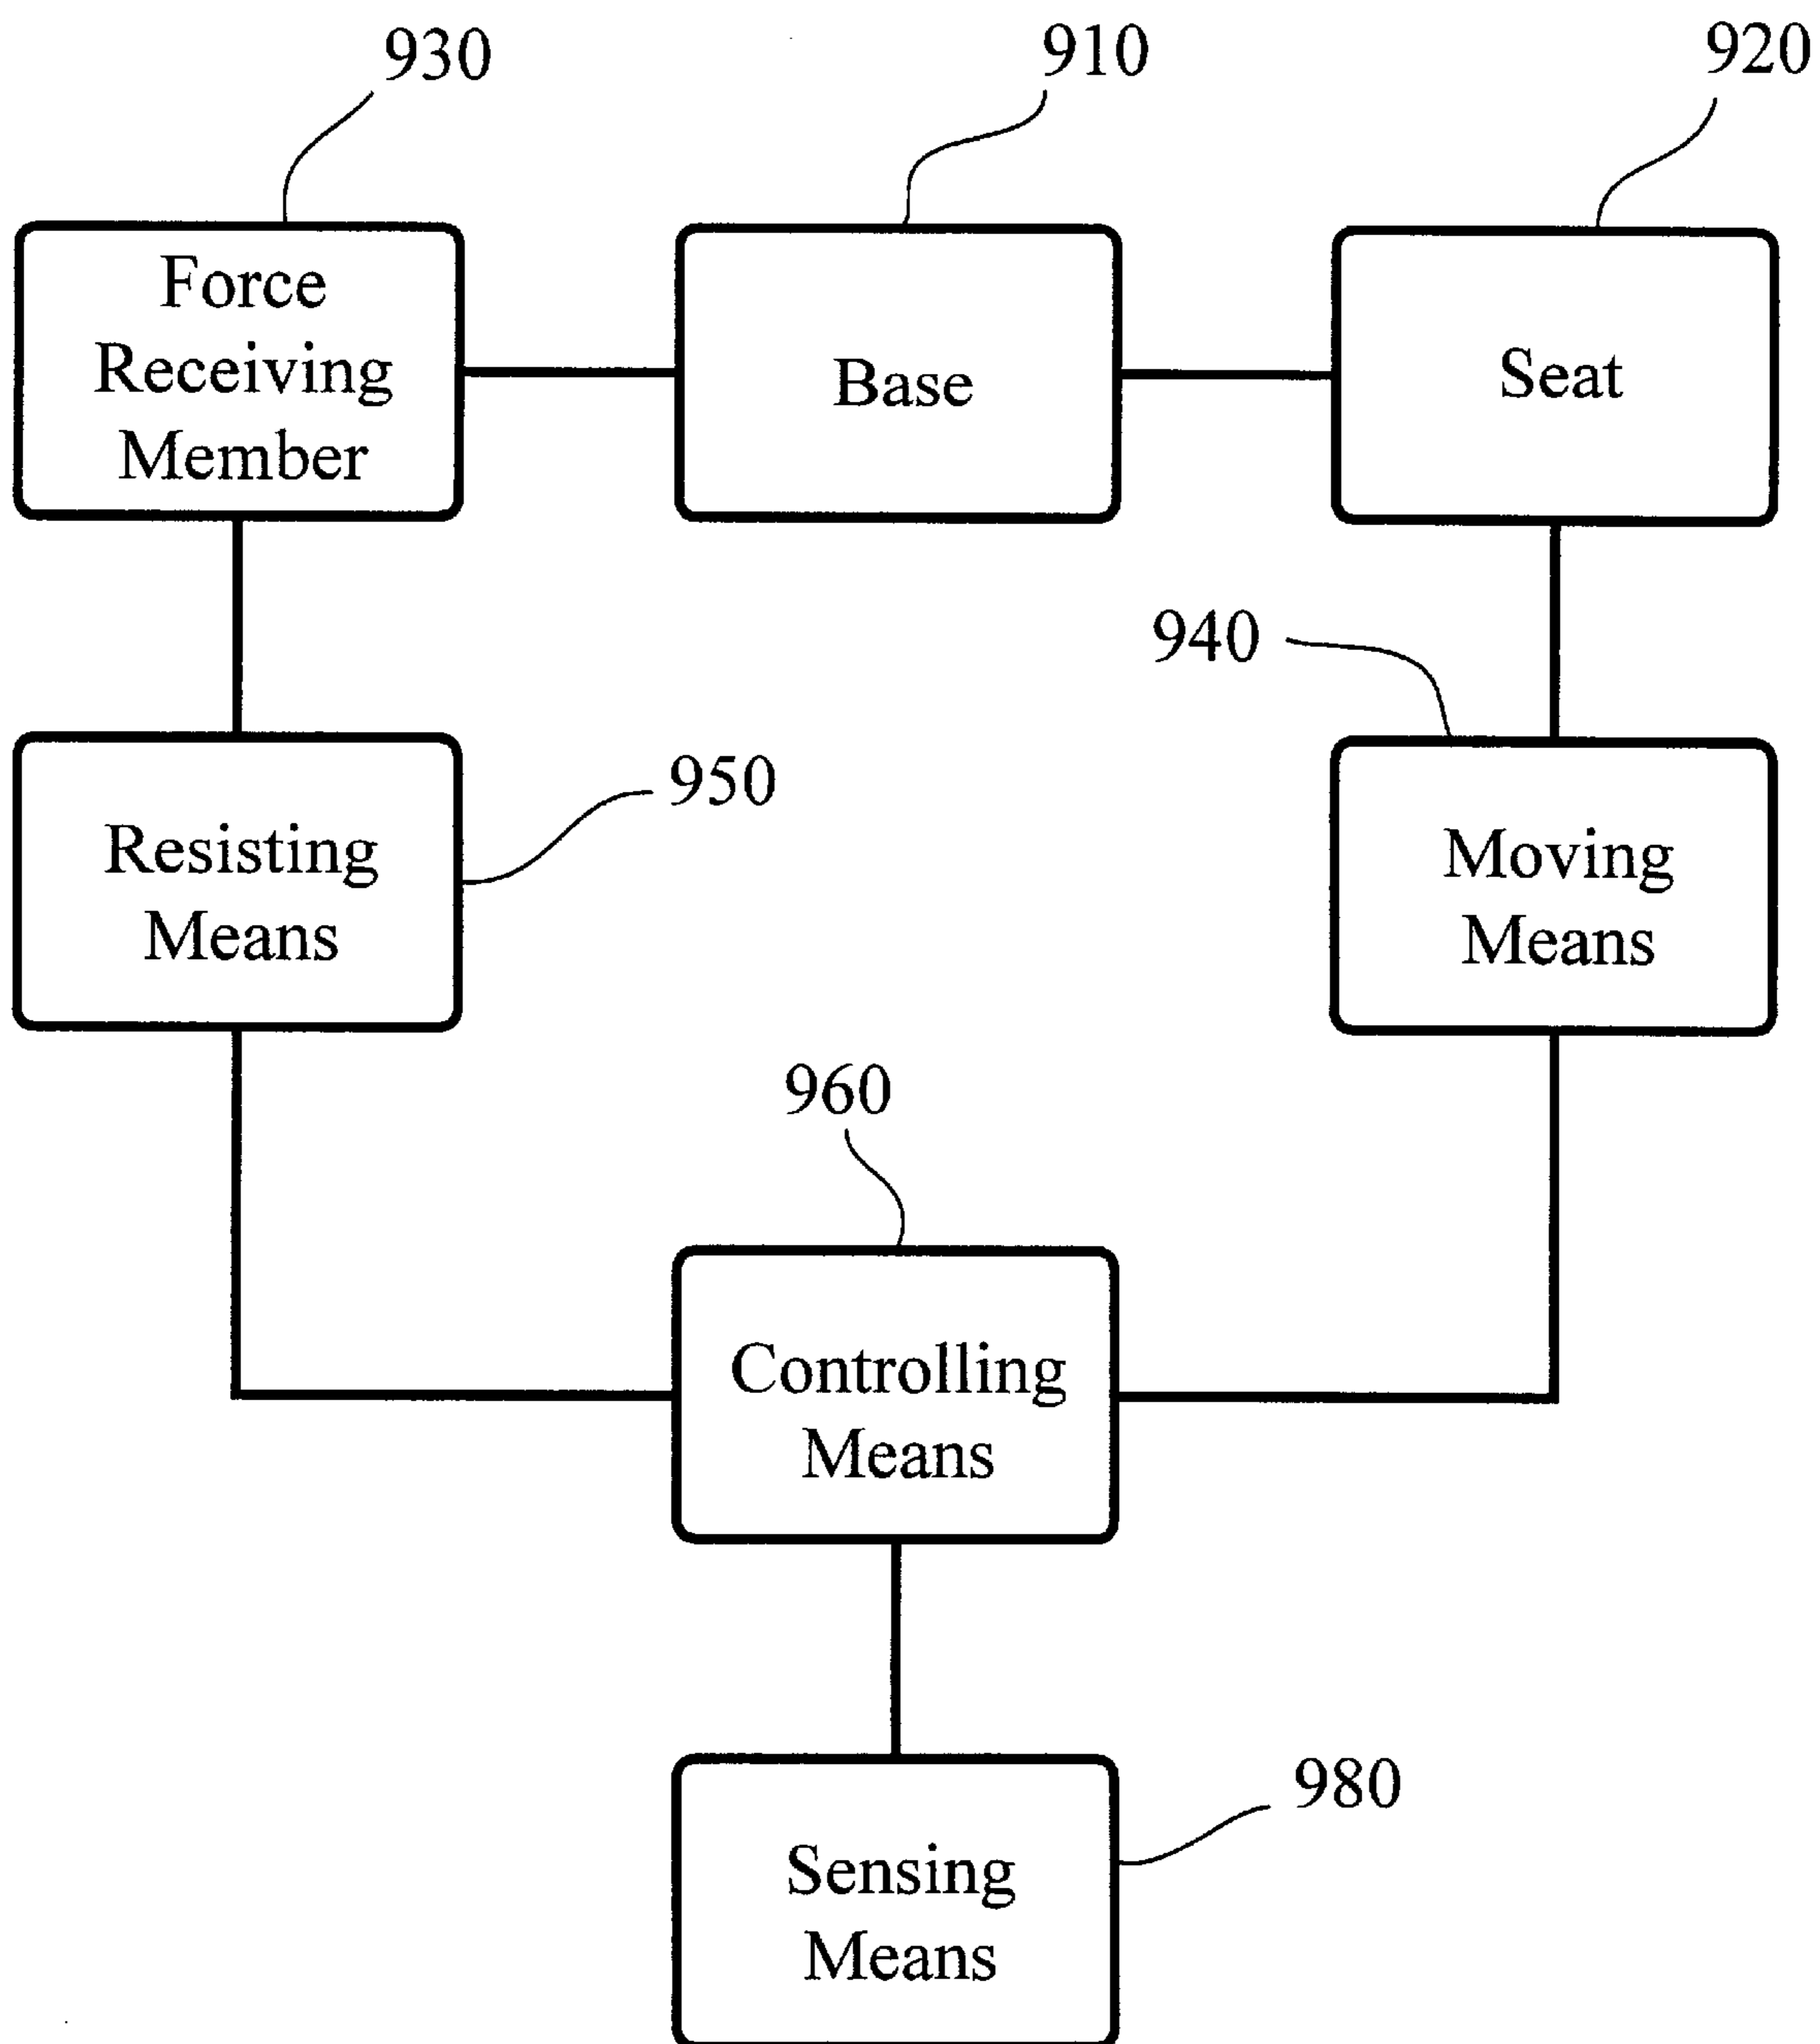 930
910
920
Force
Receiving
Member
Base
Seat
940
950
Resisting
Means
Moving
Means
960
Controlling
Means
980
Sensing
Means